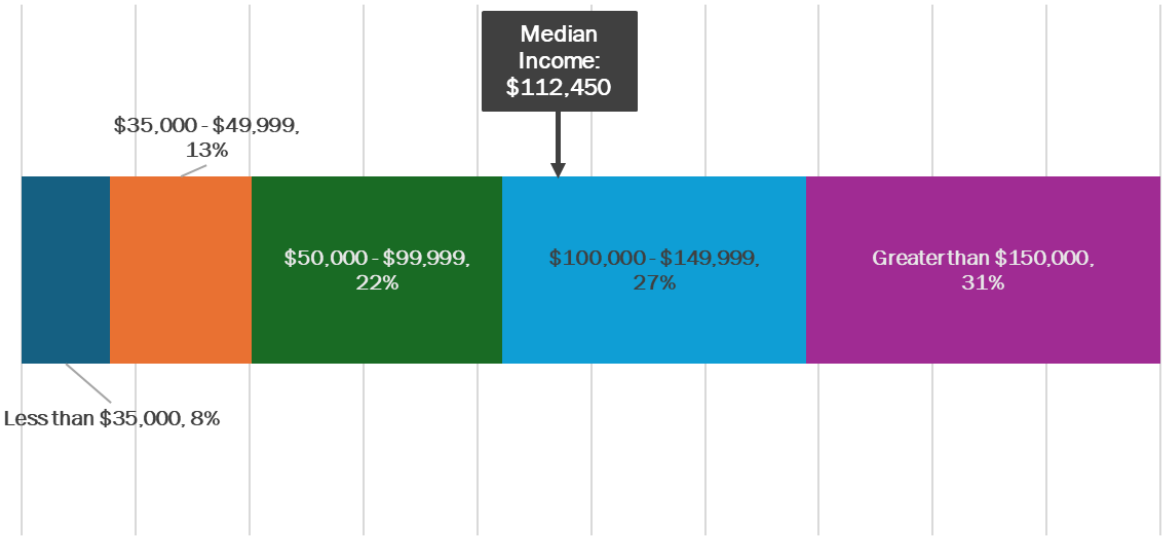 Median
Income:
$112,450
$35,000 - $49,999,
13%
$50,000 - $99,999,
22%
$100,000 - $149,999,
27%
Greater than $150,000,
31%
Less than $35,000, 8%